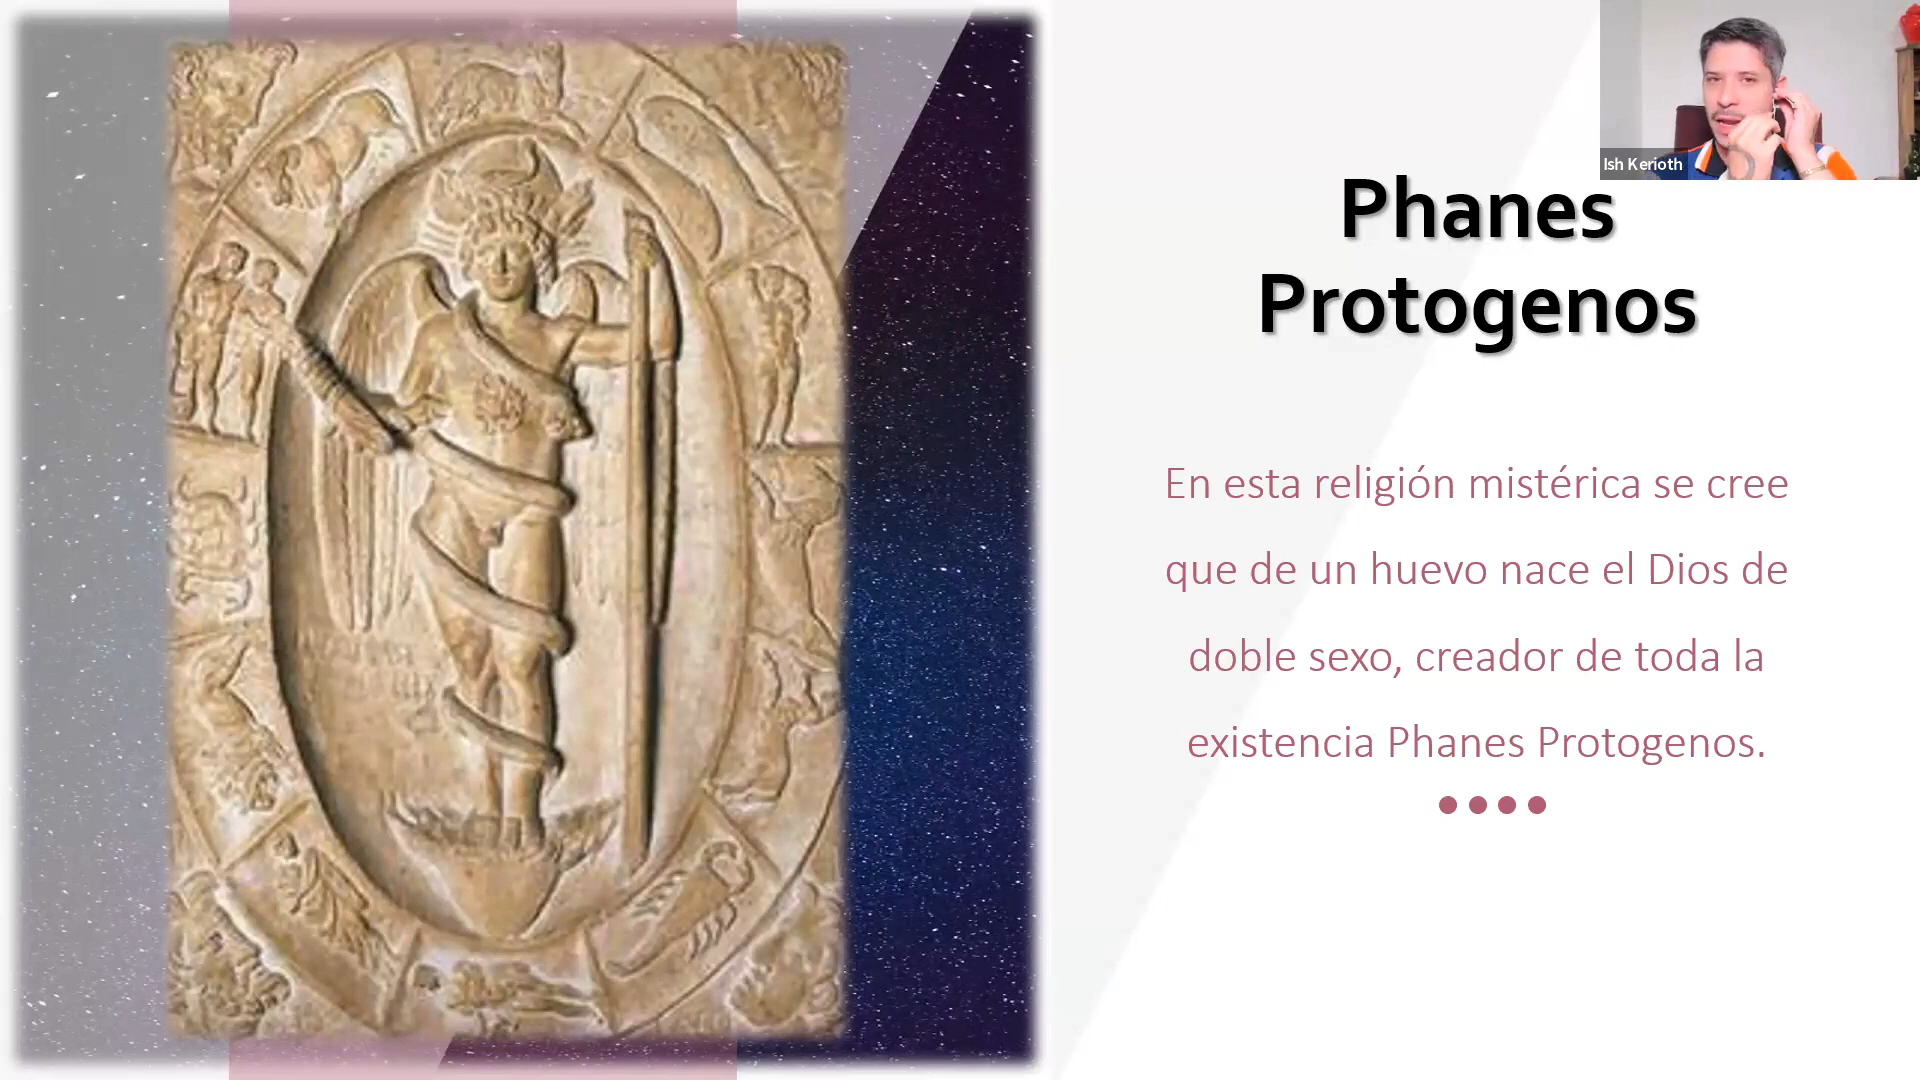 Ish Kerioth
Phanes
Protogenos
En esta religión mistérica se cree
que de un huevo nace el Dios de
doble sexo, creador de toda la
existencia Phanes Protogenos.